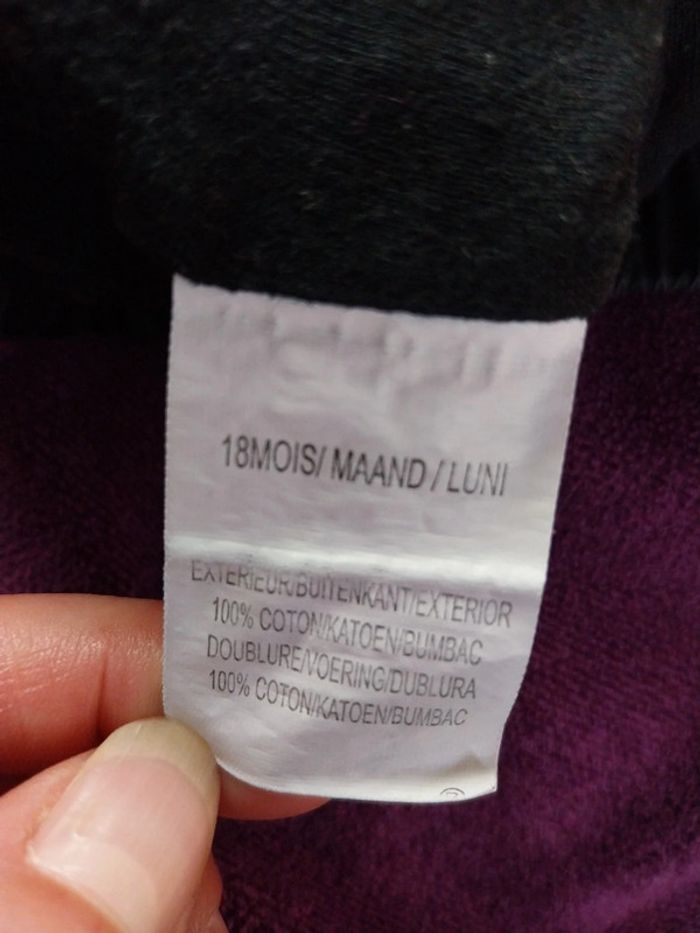 18MOIS/ MAAND / LUNI
EXTERIEUR/BUITENKANT/EXTERIOR
100% COTON/KATOEN/BUMBAC
DOUBLURE/VOERING/DUBLURA
100% COTON/KATOEN/BUMBAC